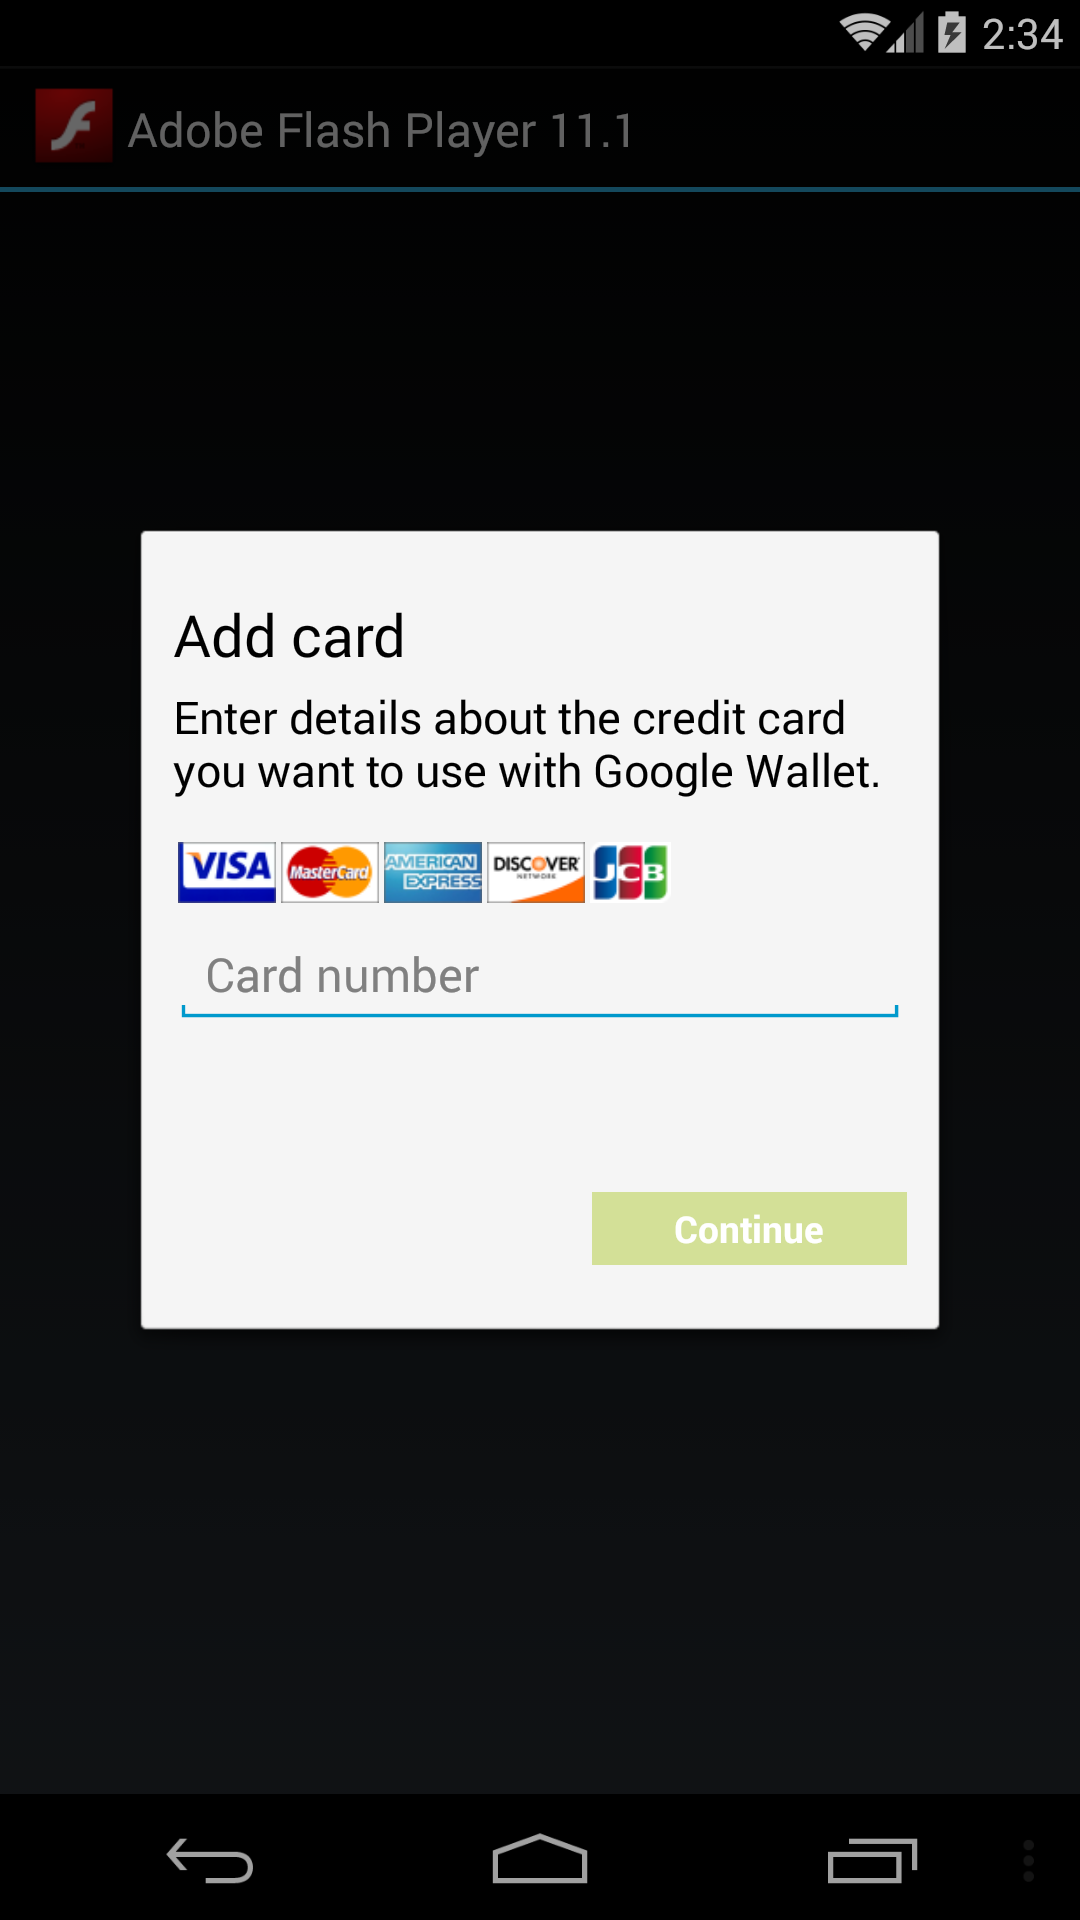 2:34
Adobe Flash Player 11.1
Add card
Enter details about the credit card
you want to use with Google Wallet.
VISA MasterCard AMERICAN EXPRESS DISCOVER NETWORK JCB
Card number
Continue